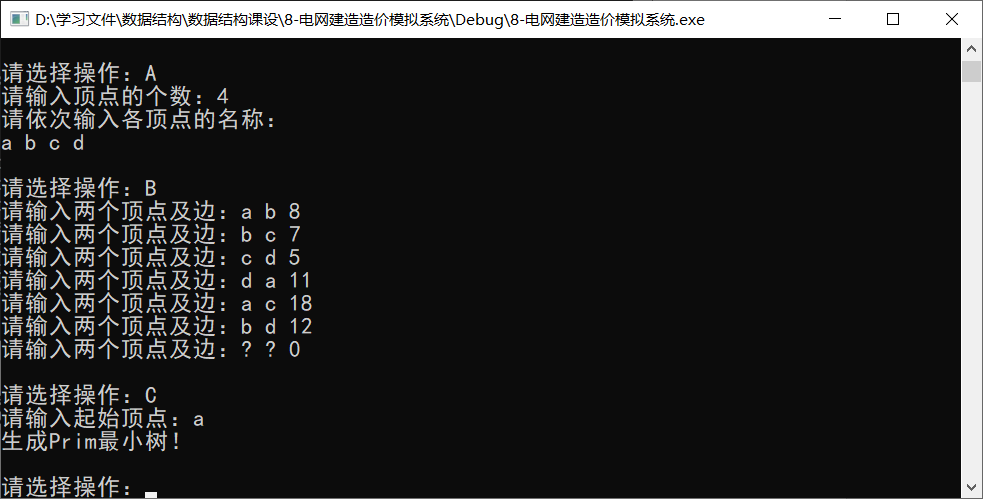 D:\学习文件\数据结构\数据结构课设\8-电网建造造价模拟系统\Debug\8-电网建造造价模拟系统.exe
请选择操作：A
请输入顶点的个数：4
请依次输入各顶点的名称：
a b c d
请选择操作：B
请输入两个顶点及边：a b 8
请输入两个顶点及边：b c 7
请输入两个顶点及边：c d 5
请输入两个顶点及边：d a 11
请输入两个顶点及边：a c 18
请输入两个顶点及边：b d 12
请输入两个顶点及边：? ? 0
请选择操作：C
请输入起始顶点：a
生成Prim最小树！
请选择操作：